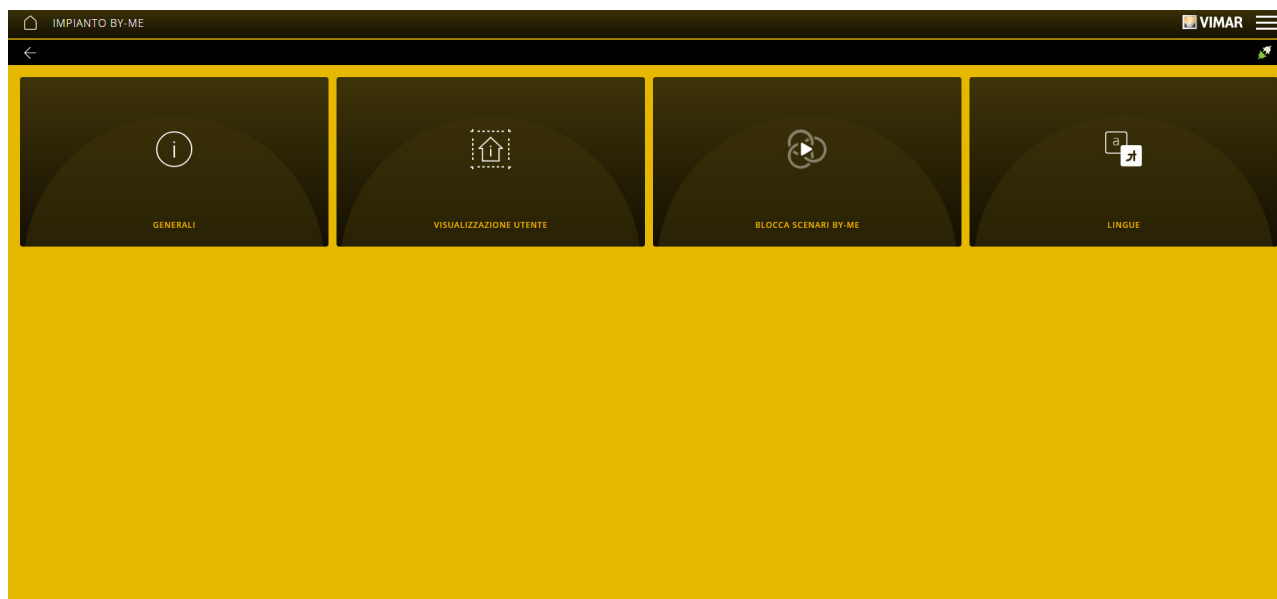 IMPIANTO BY-ME
VIMAR
i
i
a
GENERALI
VISUALIZZAZIONE UTENTE
BLOCCA SCENARI BY-ME
LINGUE